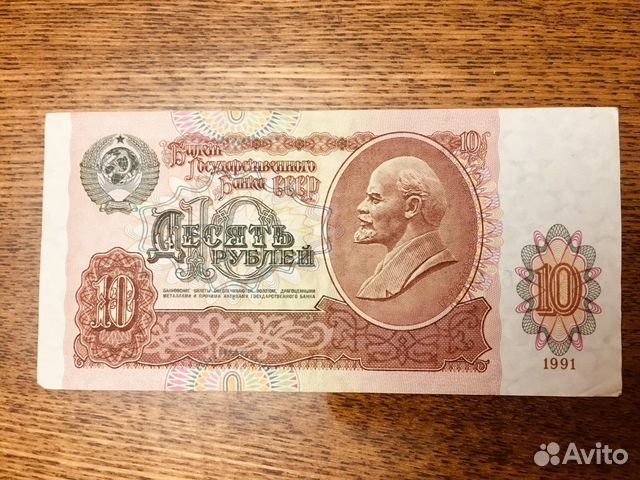 10
Билет
Государственного
Банка СССР
10
Десять
рублей
БАНКОВСКИЕ БИЛЕТЫ ОБЕСПЕЧИВАЮТСЯ ЗОЛОТОМ, ДРАГОЦЕННЫМИ
МЕТАЛЛАМИ И ПРОЧИМИ АКТИВАМИ ГОСУДАРСТВЕННОГО БАНКА
10
10
1991
Avito